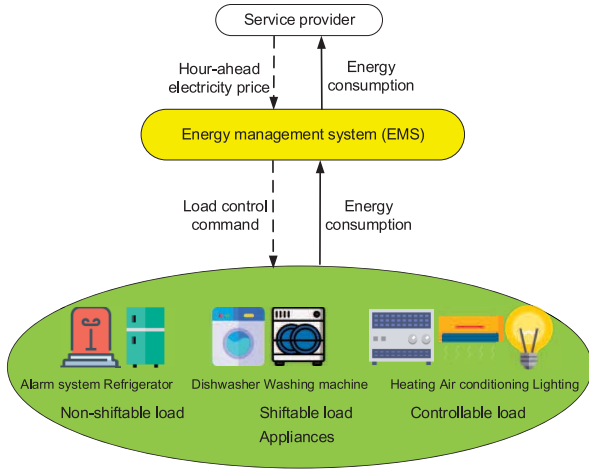 Service provider
Hour-ahead
electricity price
Energy
consumption
Energy management system (EMS)
Load control
command
Energy
consumption
Alarm system Refrigerator
Dishwasher Washing machine
Heating Air conditioning Lighting
Non-shiftable load
Shiftable load
Controllable load
Appliances